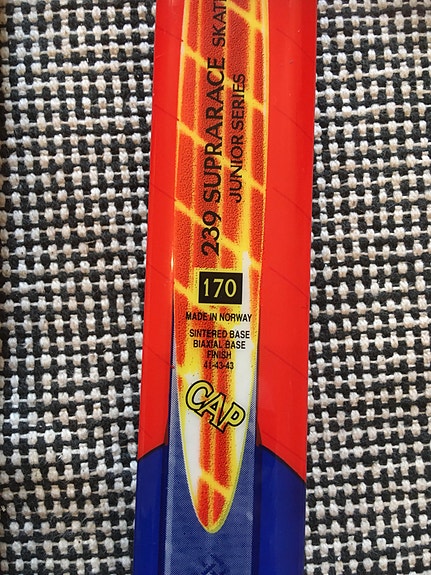 239 SUPRARACE SKAT
JUNIOR SERIES
170
MADE IN NORWAY
SINTERED BASE
BIAXIAL BASE
FINISH
41-43-43
CAP